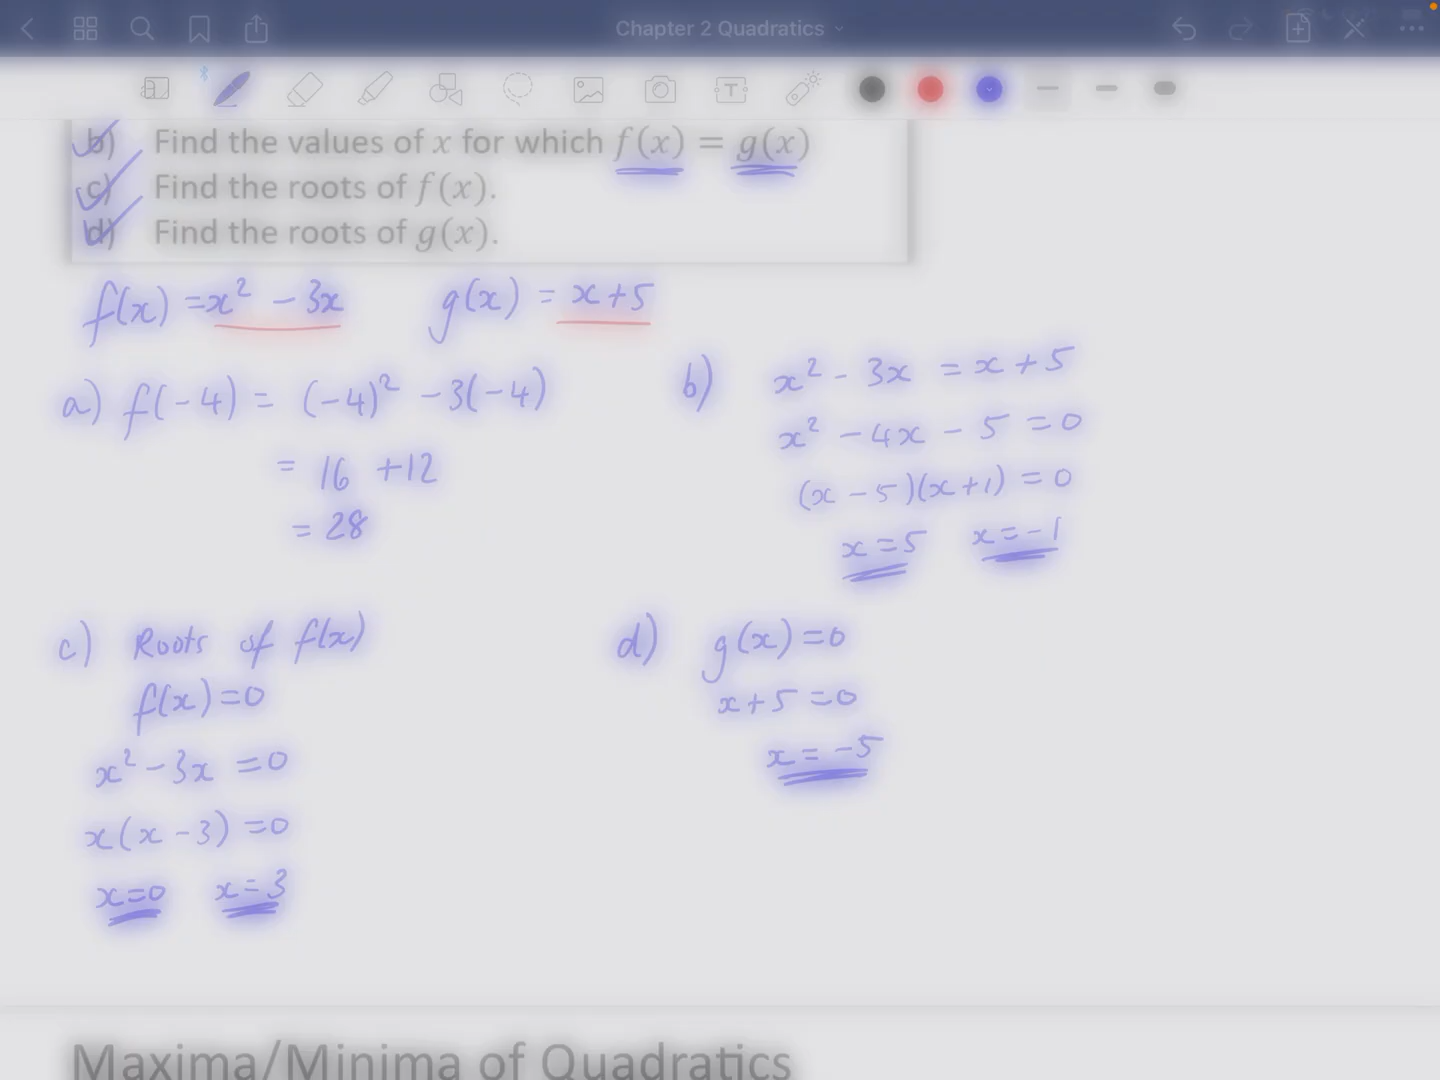 Chapter 2 Quadratics
b) Find the values of x for which f(x) = g(x)
c) Find the roots of f(x).
d) Find the roots of g(x).
f(x) = x² - 3x g(x) = x + 5
a) f(-4) = (-4)² - 3(-4)
= 16 + 12
= 28
b) x² - 3x = x + 5
x² - 4x - 5 = 0
(x - 5)(x + 1) = 0
x = 5 x = -1
c) Roots of f(x)
f(x) = 0
x² - 3x = 0
x(x - 3) = 0
x = 0 x = 3
d) g(x) = 0
x + 5 = 0
x = -5
Maxima/Minima of Quadratics